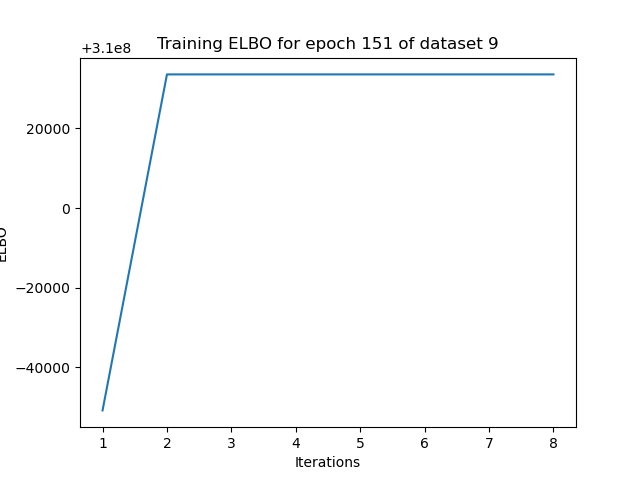 +3.1e8
Training ELBO for epoch 151 of dataset 9
20000
0
−20000
−40000
ELBO
1 2 3 4 5 6 7 8
Iterations